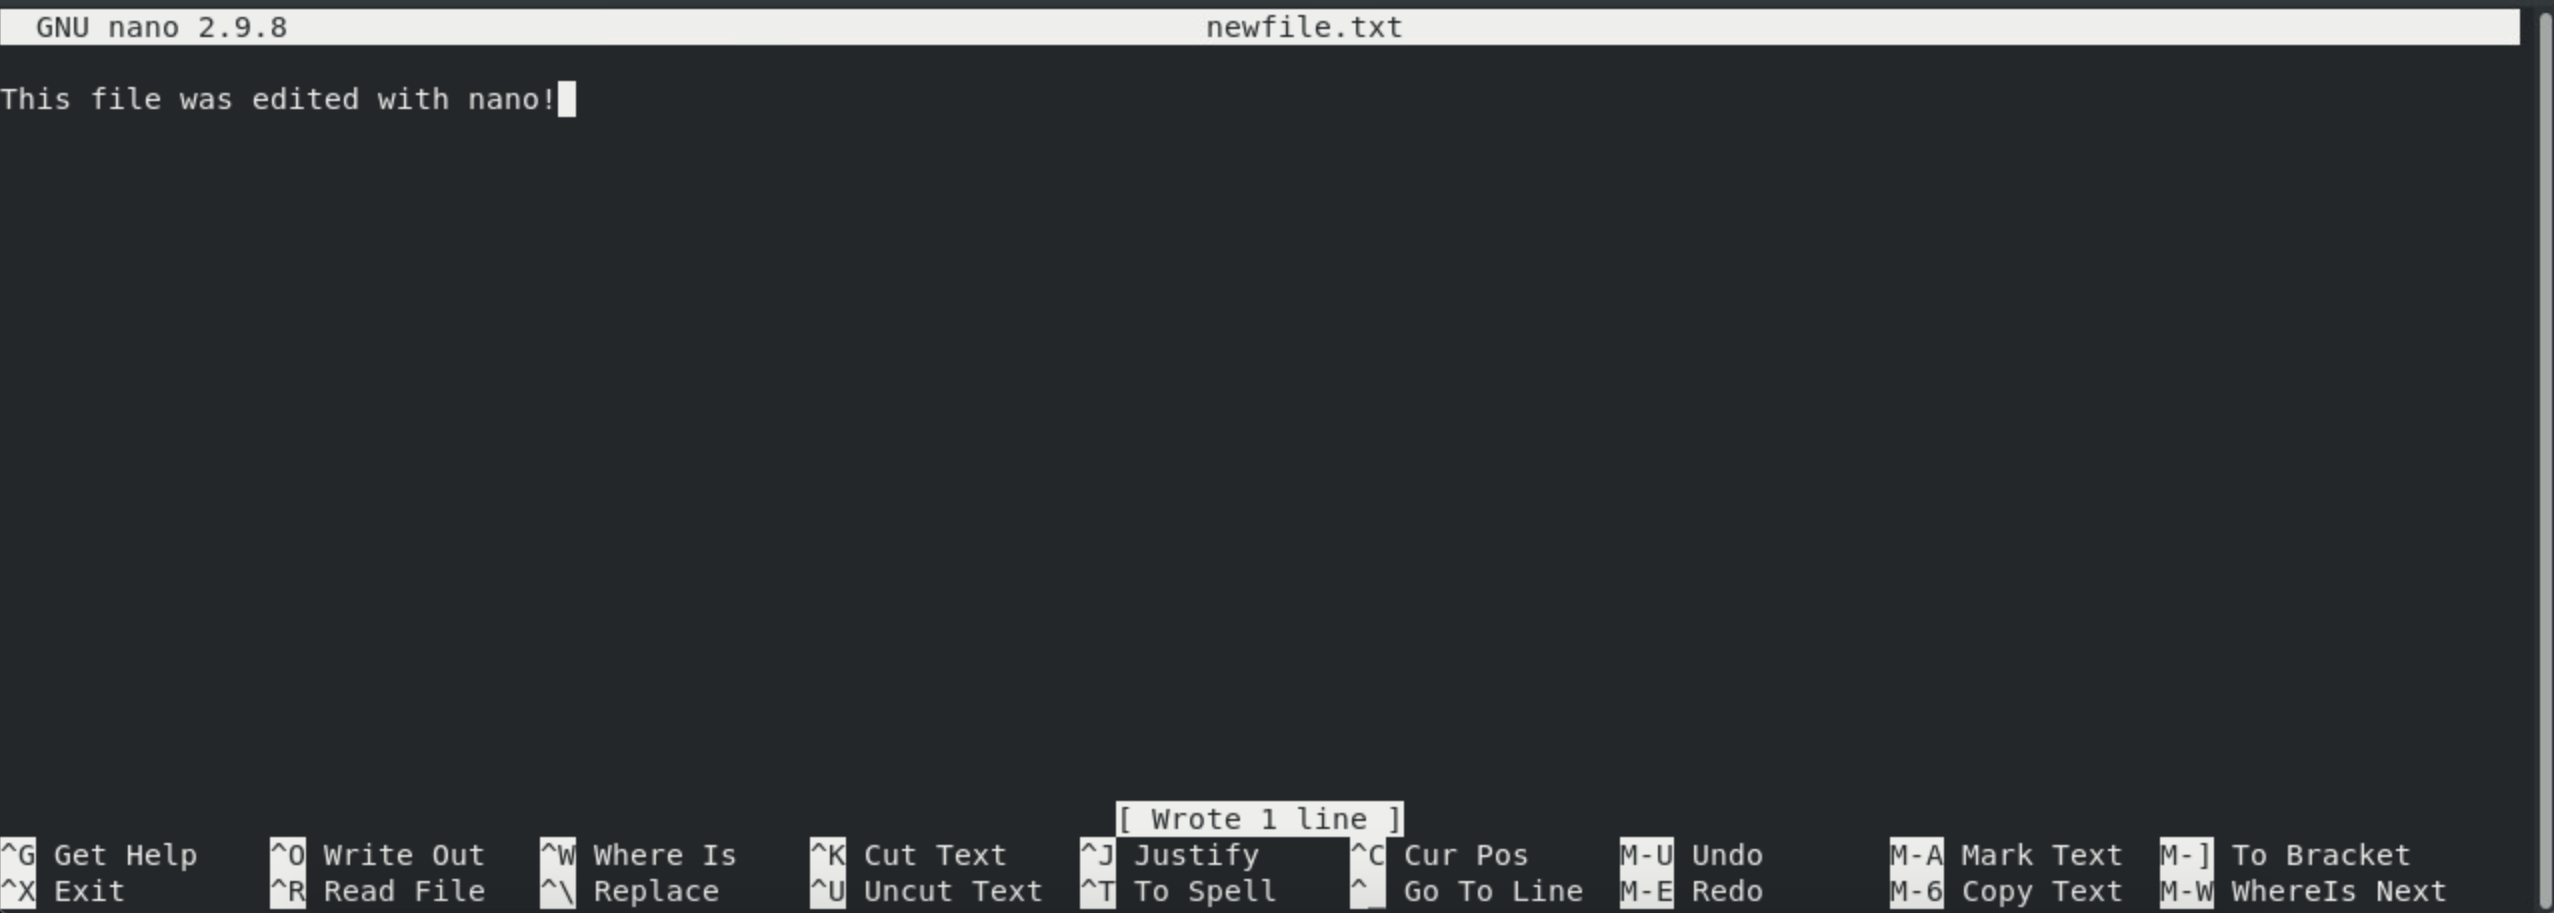 GNU nano 2.9.8 newfile.txt
This file was edited with nano!
[ Wrote 1 line ]
^G Get Help ^O Write Out ^W Where Is ^K Cut Text ^J Justify ^C Cur Pos M-U Undo M-A Mark Text M-] To Bracket
^X Exit ^R Read File ^\ Replace ^U Uncut Text ^T To Spell ^_ Go To Line M-E Redo M-6 Copy Text M-W WhereIs Next